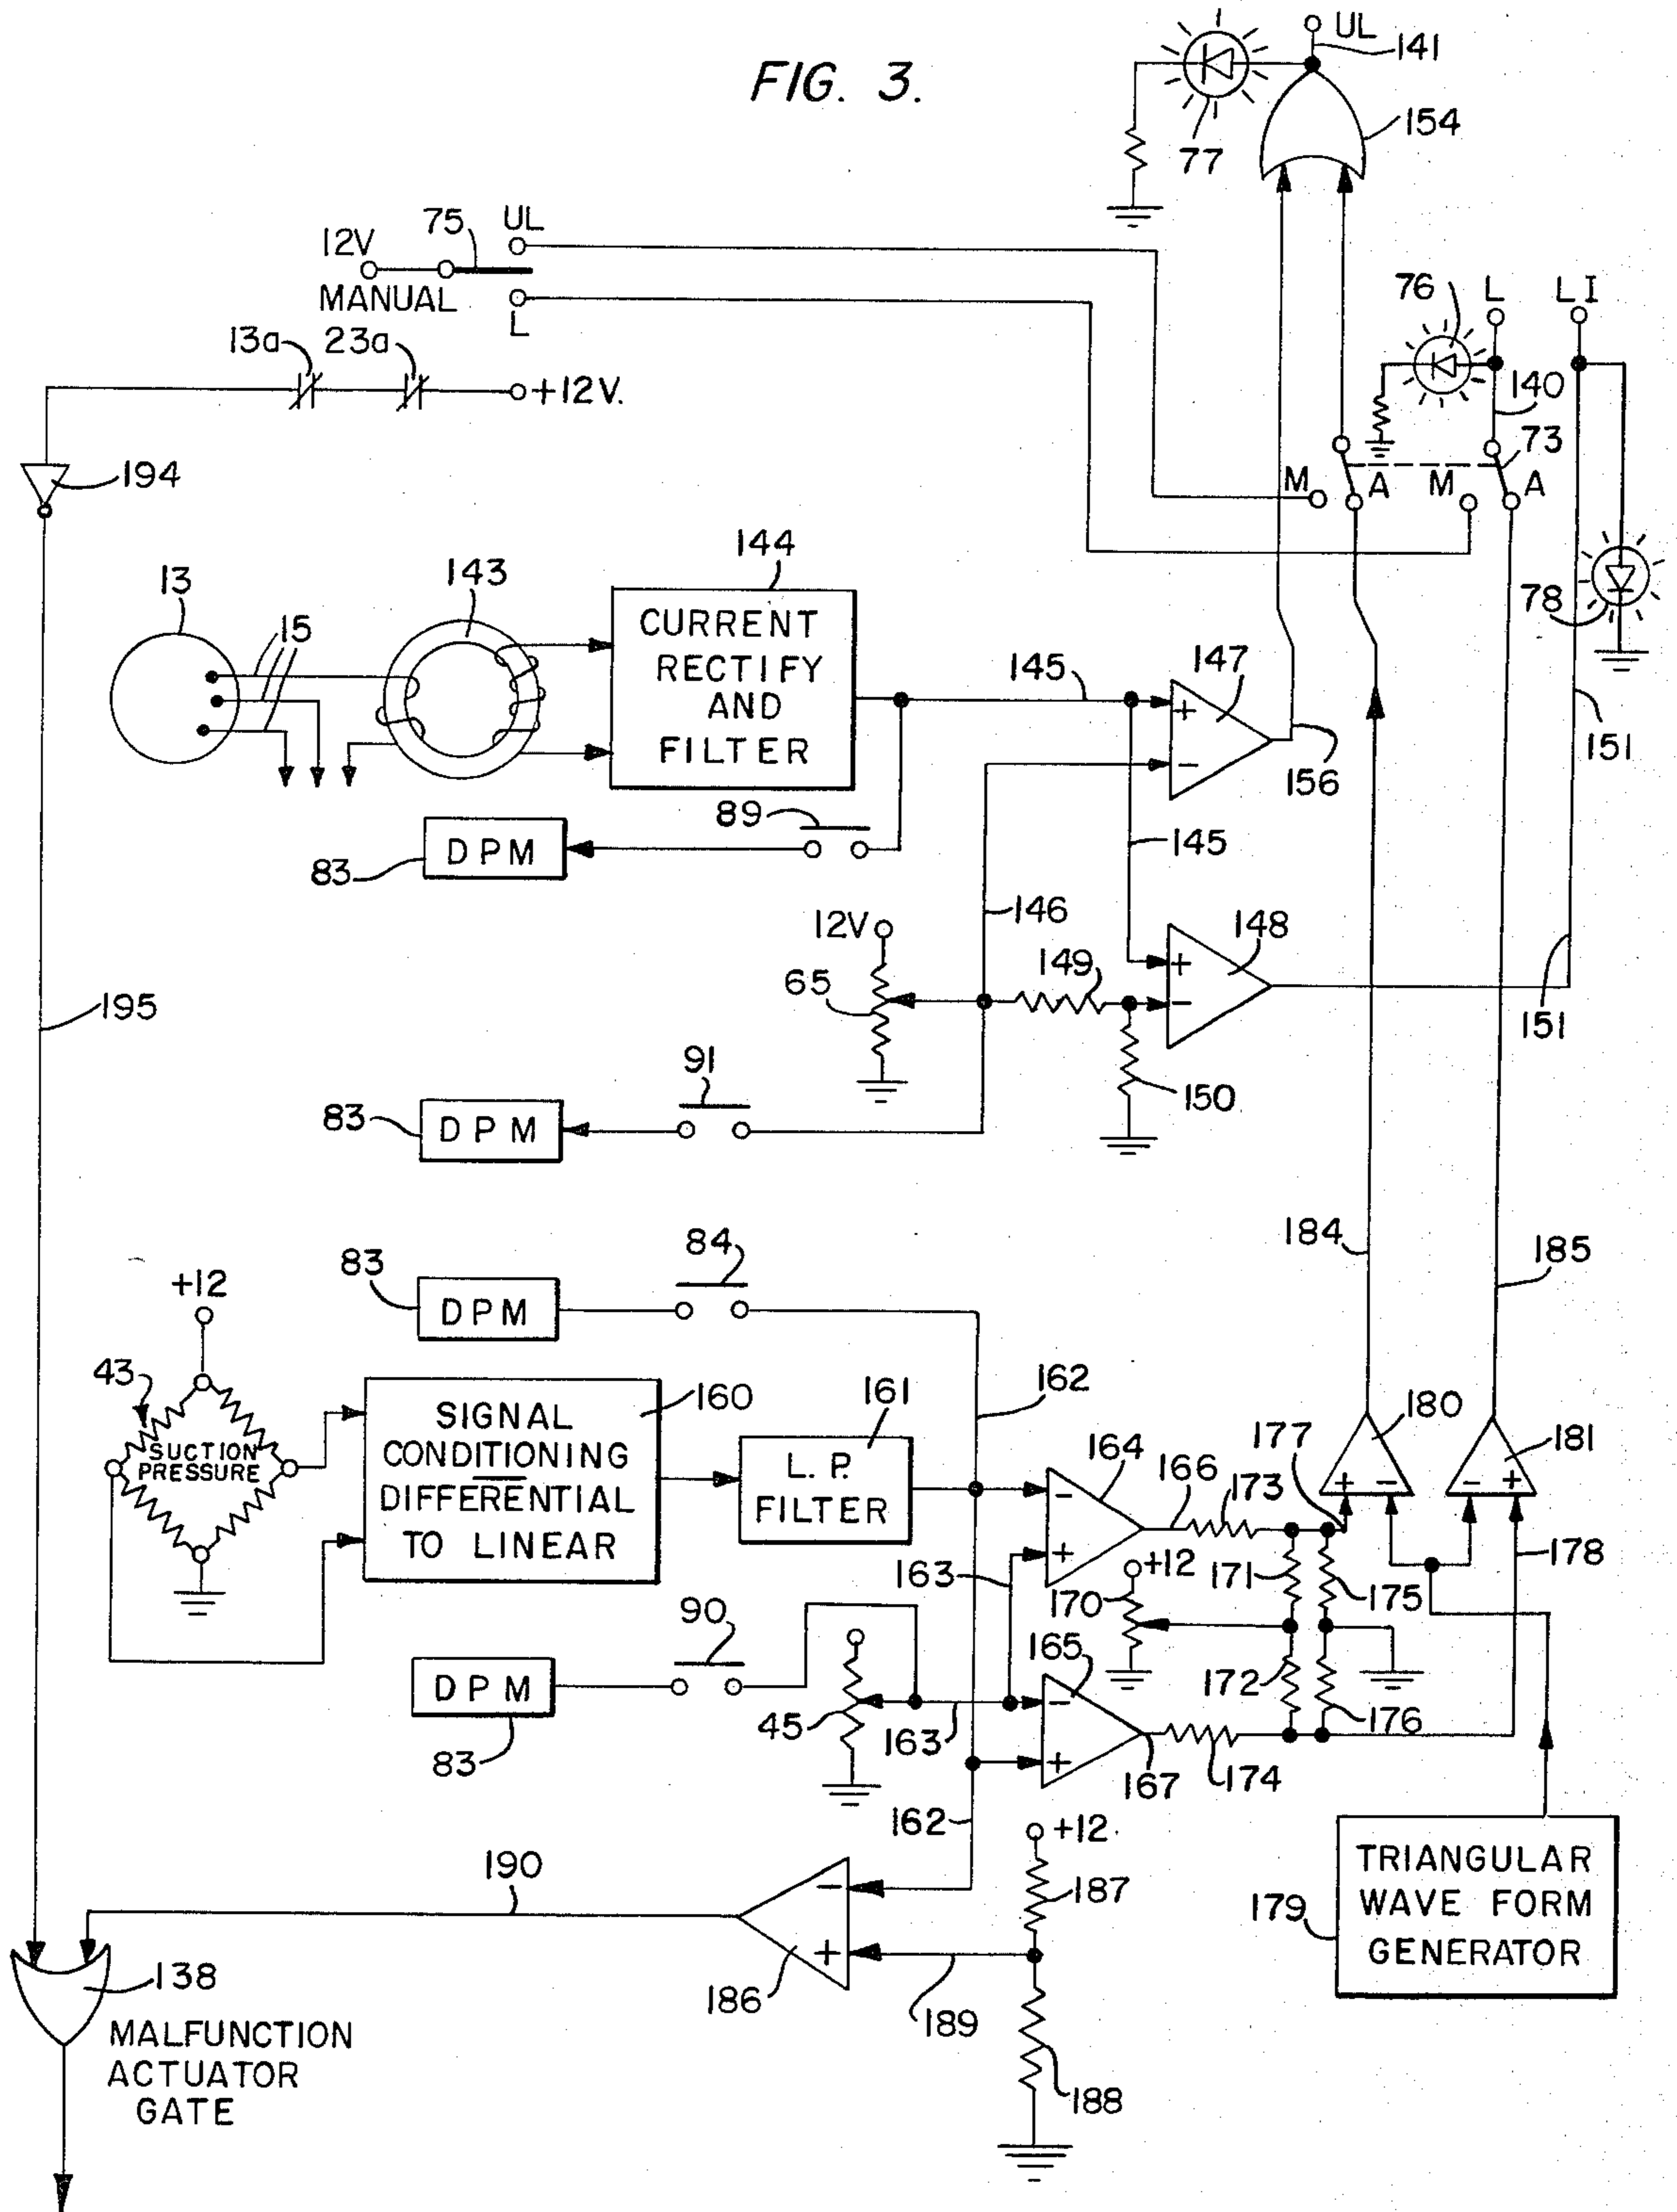 FIG. 3.
UL
141
154
77
75
UL
12V
MANUAL
L
13a
23a
+12V.
76
L
LI
140
73
M
A
M
A
194
78
144
13
143
15
CURRENT
RECTIFY
AND
FILTER
145
147
+
−
151
156
89
DPM
83
145
146
12V
148
149
+
−
65
195
151
91
150
83
DPM
84
184
83
185
+12
DPM
43
160
161
162
SUCTION
PRESSURE
SIGNAL
CONDITIONING
DIFFERENTIAL
TO LINEAR
L. P.
FILTER
164
166
173
177
180
181
−
+
+
−
−
+
163
+12
171
178
170
175
90
165
172
DPM
−
176
45
163
83
+
167
174
162
+12
190
−
187
TRIANGULAR
WAVE FORM
GENERATOR
179
+
138
186
189
MALFUNCTION
ACTUATOR
GATE
188